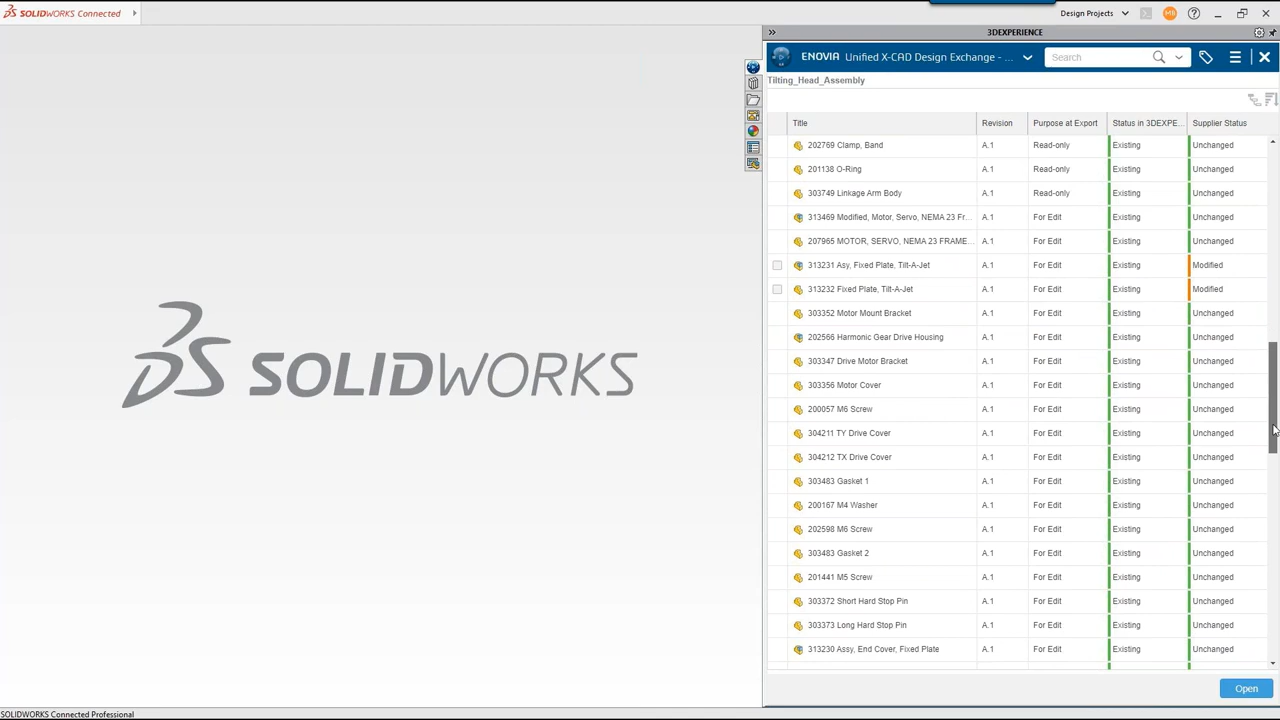 SOLIDWORKS Connected
Design Projects
3DEXPERIENCE
ENOVIA Unified X-CAD Design Exchange - ...
Search
Tilting_Head_Assembly
Title Revision Purpose at Export Status in 3DEXPE... Supplier Status
202769 Clamp, Band A.1 Read-only Existing Unchanged
201138 O-Ring A.1 Read-only Existing Unchanged
303749 Linkage Arm Body A.1 Read-only Existing Unchanged
313469 Modified, Motor, Servo, NEMA 23 Fr... A.1 For Edit Existing Unchanged
207965 MOTOR, SERVO, NEMA 23 FRAME... A.1 For Edit Existing Unchanged
313231 Asy, Fixed Plate, Tilt-A-Jet A.1 For Edit Existing Modified
313232 Fixed Plate, Tilt-A-Jet A.1 For Edit Existing Modified
303352 Motor Mount Bracket A.1 For Edit Existing Unchanged
202566 Harmonic Gear Drive Housing A.1 For Edit Existing Unchanged
303347 Drive Motor Bracket A.1 For Edit Existing Unchanged
303356 Motor Cover A.1 For Edit Existing Unchanged
200057 M6 Screw A.1 For Edit Existing Unchanged
304211 TY Drive Cover A.1 For Edit Existing Unchanged
304212 TX Drive Cover A.1 For Edit Existing Unchanged
303483 Gasket 1 A.1 For Edit Existing Unchanged
200167 M4 Washer A.1 For Edit Existing Unchanged
202598 M6 Screw A.1 For Edit Existing Unchanged
303483 Gasket 2 A.1 For Edit Existing Unchanged
201441 M5 Screw A.1 For Edit Existing Unchanged
303372 Short Hard Stop Pin A.1 For Edit Existing Unchanged
303373 Long Hard Stop Pin A.1 For Edit Existing Unchanged
313230 Assy, End Cover, Fixed Plate A.1 For Edit Existing Unchanged
SOLIDWORKS
Open
SOLIDWORKS Connected Professional